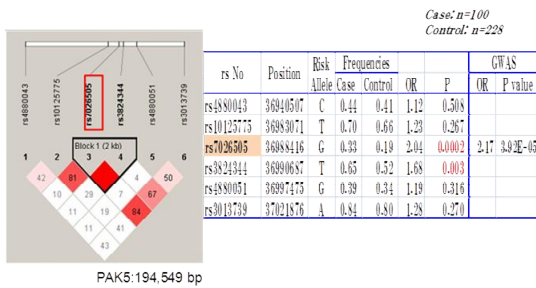 Case: n=100
Control: n=228
rs4880043 rs10125775 rs7026505 rs3824344 rs4880051 rs3013739
Block 1 (2 kb)
1 2 3 4 5 6
42 81 4 50
10 29 7 67
11 19 84
11 41
43
PAK5:194,549 bp
rs No Position Risk Allele Frequencies GWAS
Case Control OR P OR P value
rs4880043 36940507 C 0.44 0.41 1.12 0.508
rs10125775 36983071 T 0.70 0.66 1.23 0.267
rs7026505 36988416 G 0.33 0.19 2.04 0.0002 2.17 3.92E-05
rs3824344 36990687 T 0.65 0.52 1.68 0.003
rs4880051 36997475 G 0.39 0.34 1.19 0.316
rs3013739 37021876 A 0.84 0.80 1.28 0.270